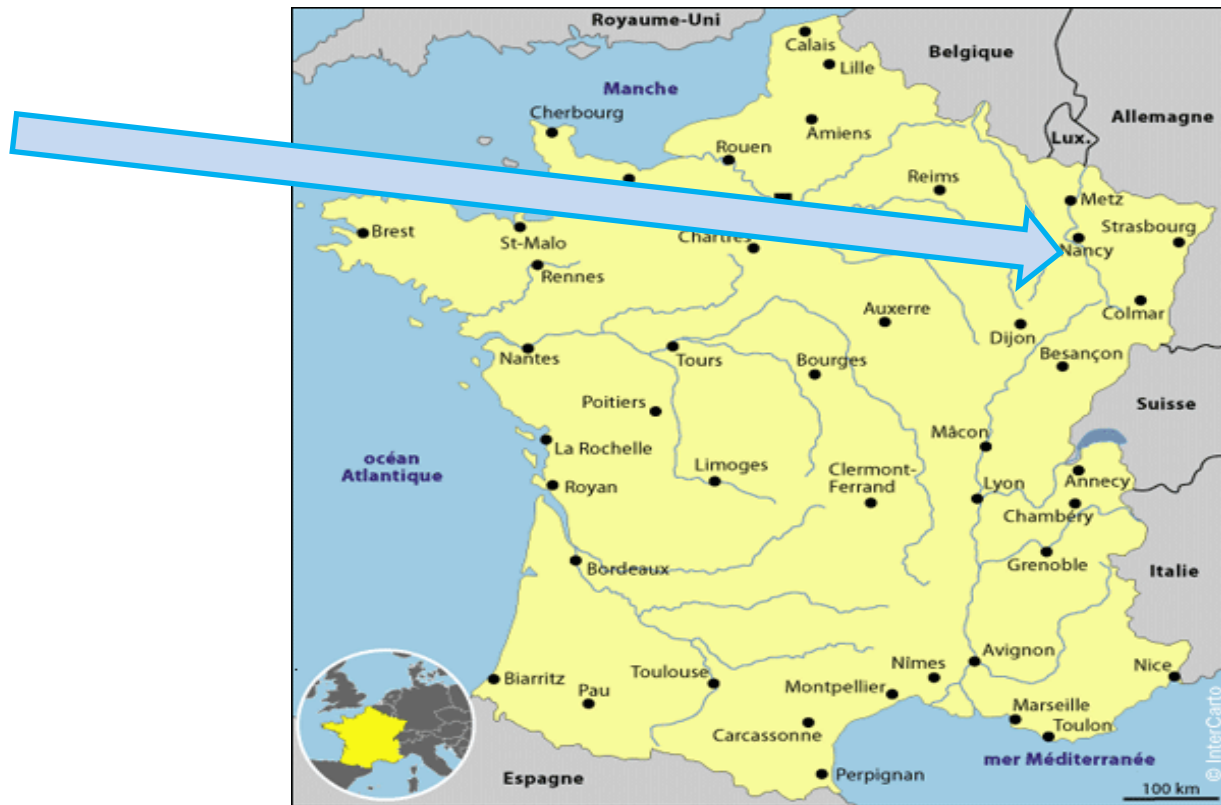 Royaume-Uni
Calais
Lille
Belgique
Manche
Allemagne
Cherbourg
Amiens
Lux.
Rouen
Reims
Metz
Strasbourg
Brest
St-Malo
Chartres
Nancy
Rennes
Auxerre
Colmar
Dijon
Nantes
Tours
Bourges
Besançon
Poitiers
Suisse
La Rochelle
Mâcon
océan
Atlantique
Limoges
Clermont-
Ferrand
Annecy
Royan
Lyon
Chambéry
Bordeaux
Grenoble
Italie
Avignon
Nice
Biarritz
Toulouse
Nîmes
Pau
Montpellier
Marseille
Carcassonne
Toulon
mer Méditerranée
Espagne
Perpignan
100 km
© InterCarto